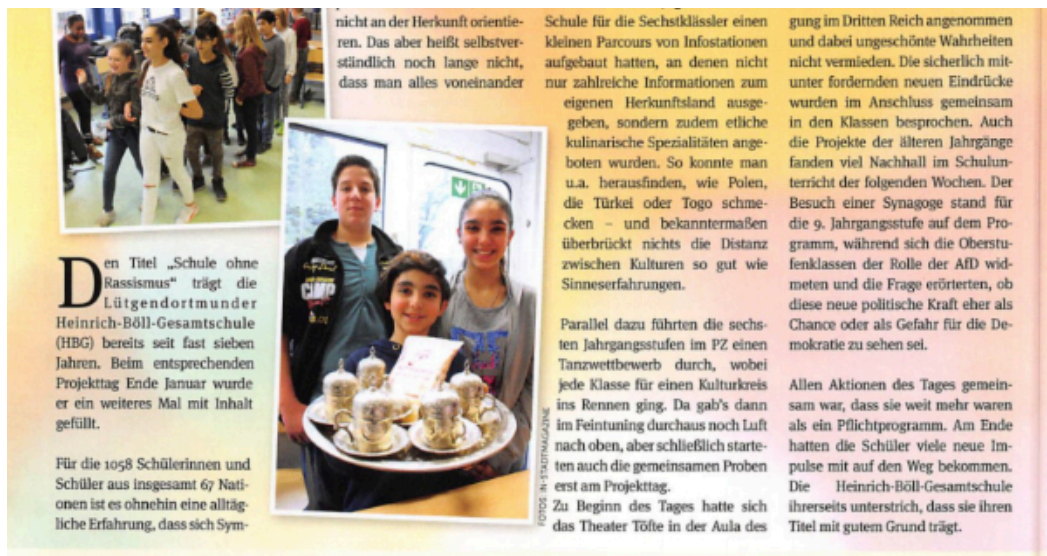 Den Titel „Schule ohne
Rassismus“ trägt die
Lütgendortmunder
Heinrich-Böll-Gesamtschule
(HBG) bereits seit fast sieben
Jahren. Beim entsprechenden
Projekttag Ende Januar wurde
er ein weiteres Mal mit Inhalt
gefüllt.
Für die 1058 Schülerinnen und
Schüler aus insgesamt 67 Nati-
onen ist es ohnehin eine alltäg-
liche Erfahrung, dass sich Sym-
nicht an der Herkunft orientie-
ren. Das aber heißt selbstver-
ständlich noch lange nicht,
dass man alles voneinander
FOTOS: IN-STADTMAGAZINE
Schule für die Sechstklässler einen
kleinen Parcours von Infostationen
aufgebaut hatten, an denen nicht
nur zahlreiche Informationen zum
eigenen Herkunftsland ausge-
geben, sondern zudem etliche
kulinarische Spezialitäten ange-
boten wurden. So konnte man
u.a. herausfinden, wie Polen,
die Türkei oder Togo schme-
cken – und bekanntermaßen
überbrückt nichts die Distanz
zwischen Kulturen so gut wie
Sinneserfahrungen.
Parallel dazu führten die sechs-
ten Jahrgangsstufen im PZ einen
Tanzwettbewerb durch, wobei
jede Klasse für einen Kulturkreis
ins Rennen ging. Da gab's dann
im Feintuning durchaus noch Luft
nach oben, aber schließlich starte-
ten auch die gemeinsamen Proben
erst am Projekttag.
Zu Beginn des Tages hatte sich
das Theater Töfte in der Aula des
gung im Dritten Reich angenommen
und dabei ungeschönte Wahrheiten
nicht vermieden. Die sicherlich mit-
unter fordernden neuen Eindrücke
wurden im Anschluss gemeinsam
in den Klassen besprochen. Auch
die Projekte der älteren Jahrgänge
fanden viel Nachhall im Schulun-
terricht der folgenden Wochen. Der
Besuch einer Synagoge stand für
die 9. Jahrgangsstufe auf dem Pro-
gramm, während sich die Oberstu-
fenklassen der Rolle der AfD wid-
meten und die Frage erörterten, ob
diese neue politische Kraft eher als
Chance oder als Gefahr für die De-
mokratie zu sehen sei.
Allen Aktionen des Tages gemein-
sam war, dass sie weit mehr waren
als ein Pflichtprogramm. Am Ende
hatten die Schüler viele neue Im-
pulse mit auf den Weg bekommen.
Die Heinrich-Böll-Gesamtschule
ihrerseits unterstrich, dass sie ihren
Titel mit gutem Grund trägt.